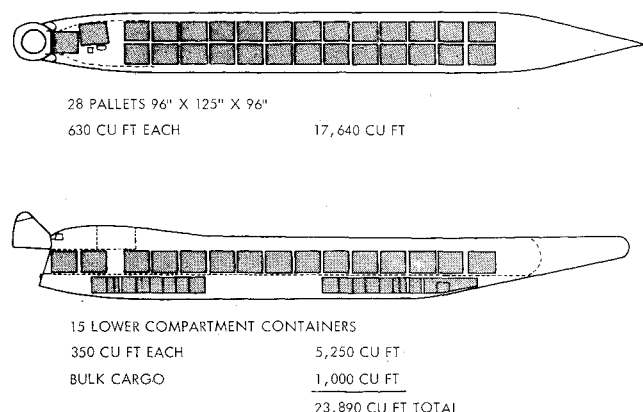 28 PALLETS 96" X 125" X 96"
630 CU FT EACH 17,640 CU FT
15 LOWER COMPARTMENT CONTAINERS
350 CU FT EACH 5,250 CU FT
BULK CARGO 1,000 CU FT
23,890 CU FT TOTAL